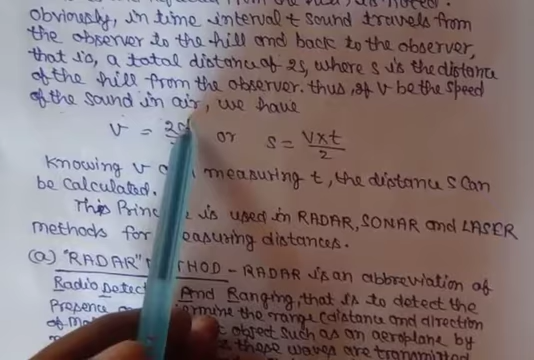 obviously, in time interval t sound travels from
the observer to the hill and back to the observer,
that is, a total distance of 2s, where s is the distance
of the hill from the observer. thus, if v be the speed
of the sound in air, we have
v = 2 or s = v×t/2
Knowing v measuring t, the distance s can
be calculated.
This Prin is used in RADAR, SONAR and LASER
methods for easuring distances.
(a) "RADAR" THOD - RADAR is an abbreviation of
Radio Detect And Ranging, that is to detect the
Presence rmine the range (distance and direction
of object such as an aeroplane by
these waves are